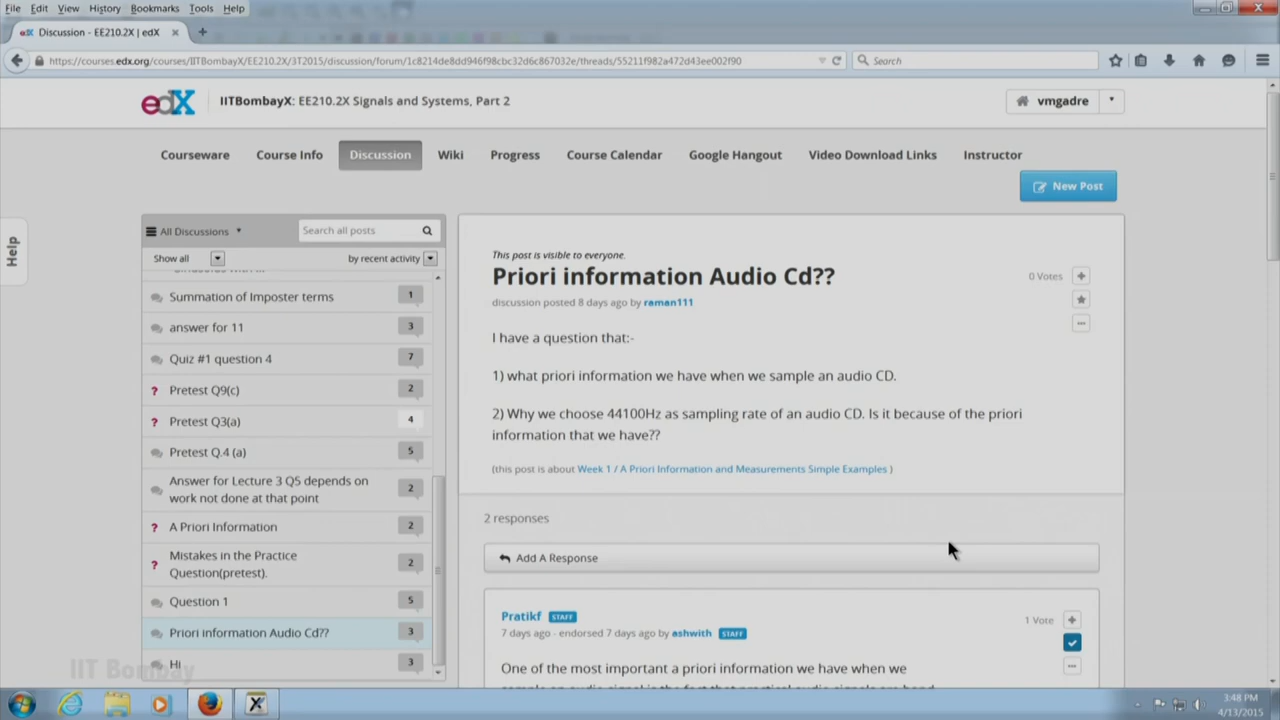 File Edit View History Bookmarks Tools Help
Discussion - EE210.2X | edX
https://courses.edx.org/courses/IITBombayX/EE210.2X/3T2015/discussion/forum/1c8214de8dd946f98cbc32d6c867032e/threads/55211f982a472d43ee002f90
Search
edX
IITBombayX: EE210.2X Signals and Systems, Part 2
vmgadre
Courseware Course Info Discussion Wiki Progress Course Calendar Google Hangout Video Download Links Instructor
New Post
Help
All Discussions
Search all posts
Show all
by recent activity
Summation of Imposter terms 1
answer for 11 3
Quiz #1 question 4 7
? Pretest Q9(c) 2
? Pretest Q3(a) 4
? Pretest Q.4 (a) 5
Answer for Lecture 3 Q5 depends on
work not done at that point 2
? A Priori Information 2
? Mistakes in the Practice
Question(pretest). 2
Question 1 5
Priori information Audio Cd?? 3
Hi 3
This post is visible to everyone.
Priori information Audio Cd??
0 Votes
discussion posted 8 days ago by raman111
I have a question that:-
1) what priori information we have when we sample an audio CD.
2) Why we choose 44100Hz as sampling rate of an audio CD. Is it because of the priori
information that we have??
(this post is about Week 1 / A Priori Information and Measurements Simple Examples )
2 responses
Add A Response
Pratikf STAFF
1 Vote
7 days ago - endorsed 7 days ago by ashwith STAFF
One of the most important a priori information we have when we
IIT Bombay
3:48 PM
4/13/2015